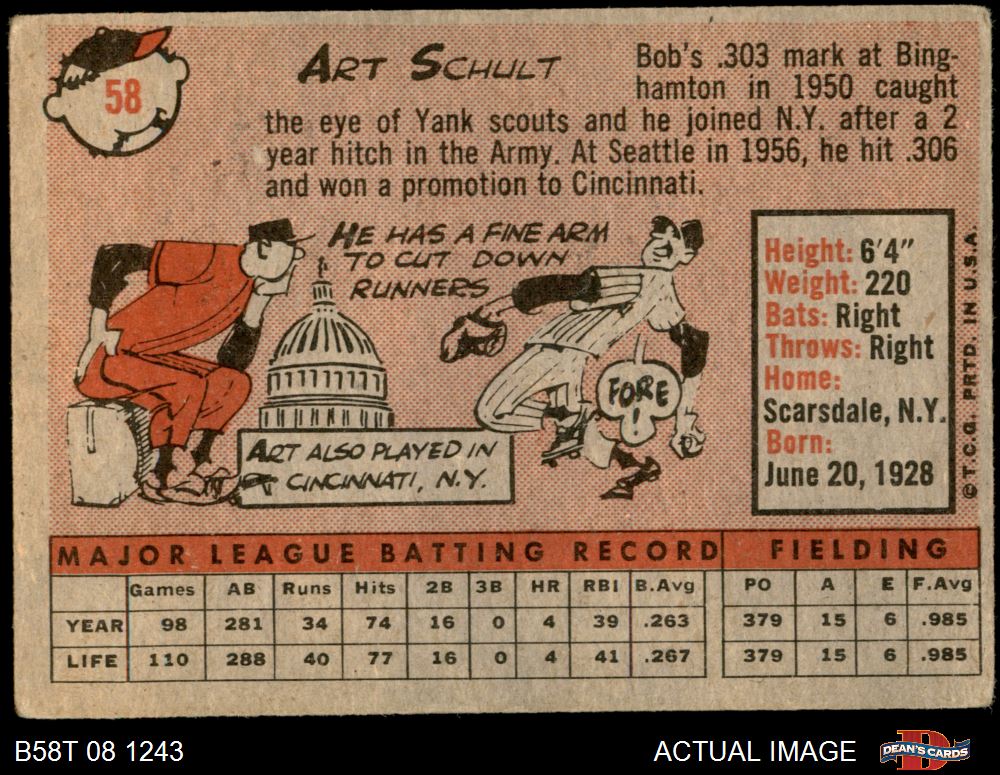 58
ART SCHULT
Bob's .303 mark at Bing-
hamton in 1950 caught
the eye of Yank scouts and he joined N.Y. after a 2
year hitch in the Army. At Seattle in 1956, he hit .306
and won a promotion to Cincinnati.
HE HAS A FINE ARM
TO CUT DOWN
RUNNERS
FORE
!
ART ALSO PLAYED IN
CINCINNATI, N.Y.
Height: 6'4"
Weight: 220
Bats: Right
Throws: Right
Home:
Scarsdale, N.Y.
Born:
June 20, 1928
© T.C.G. PRTD. IN U.S.A.
MAJOR LEAGUE BATTING RECORD FIELDING
Games AB Runs Hits 2B 3B HR RBI B.Avg PO A E F.Avg
YEAR 98 281 34 74 16 0 4 39 .263 379 15 6 .985
LIFE 110 288 40 77 16 0 4 41 .267 379 15 6 .985
B58T 08 1243 ACTUAL IMAGE DEAN'S CARDS